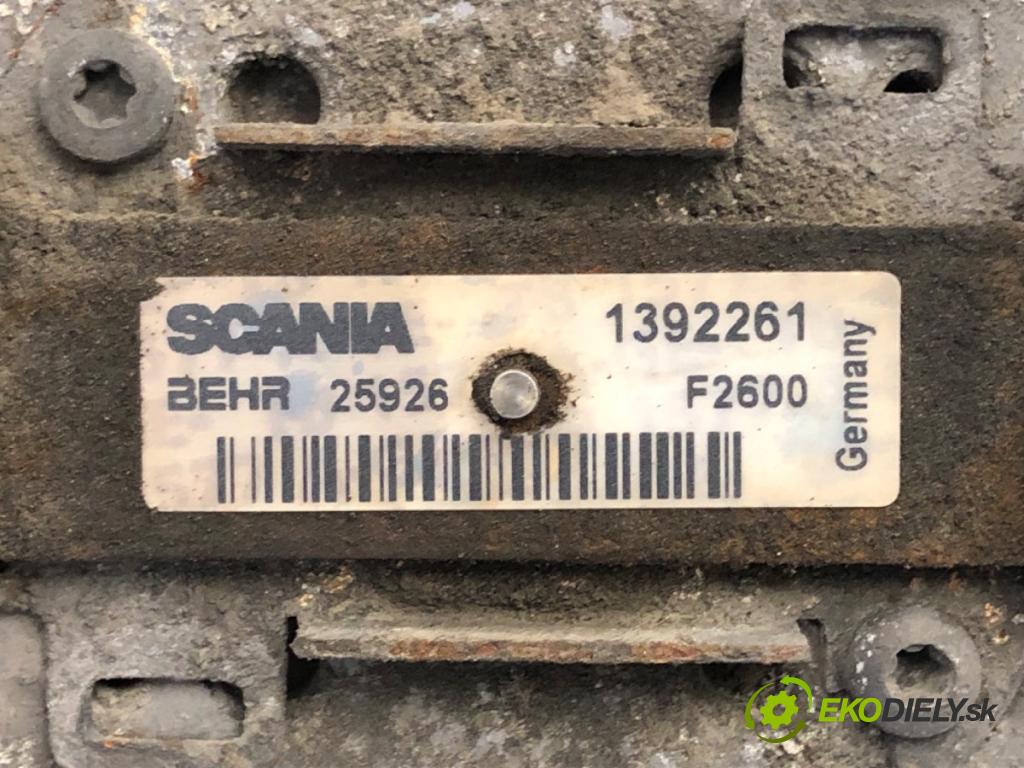 SCANIA 1392261
BEHR 25926 F2600
Germany
EKODIELY.sk